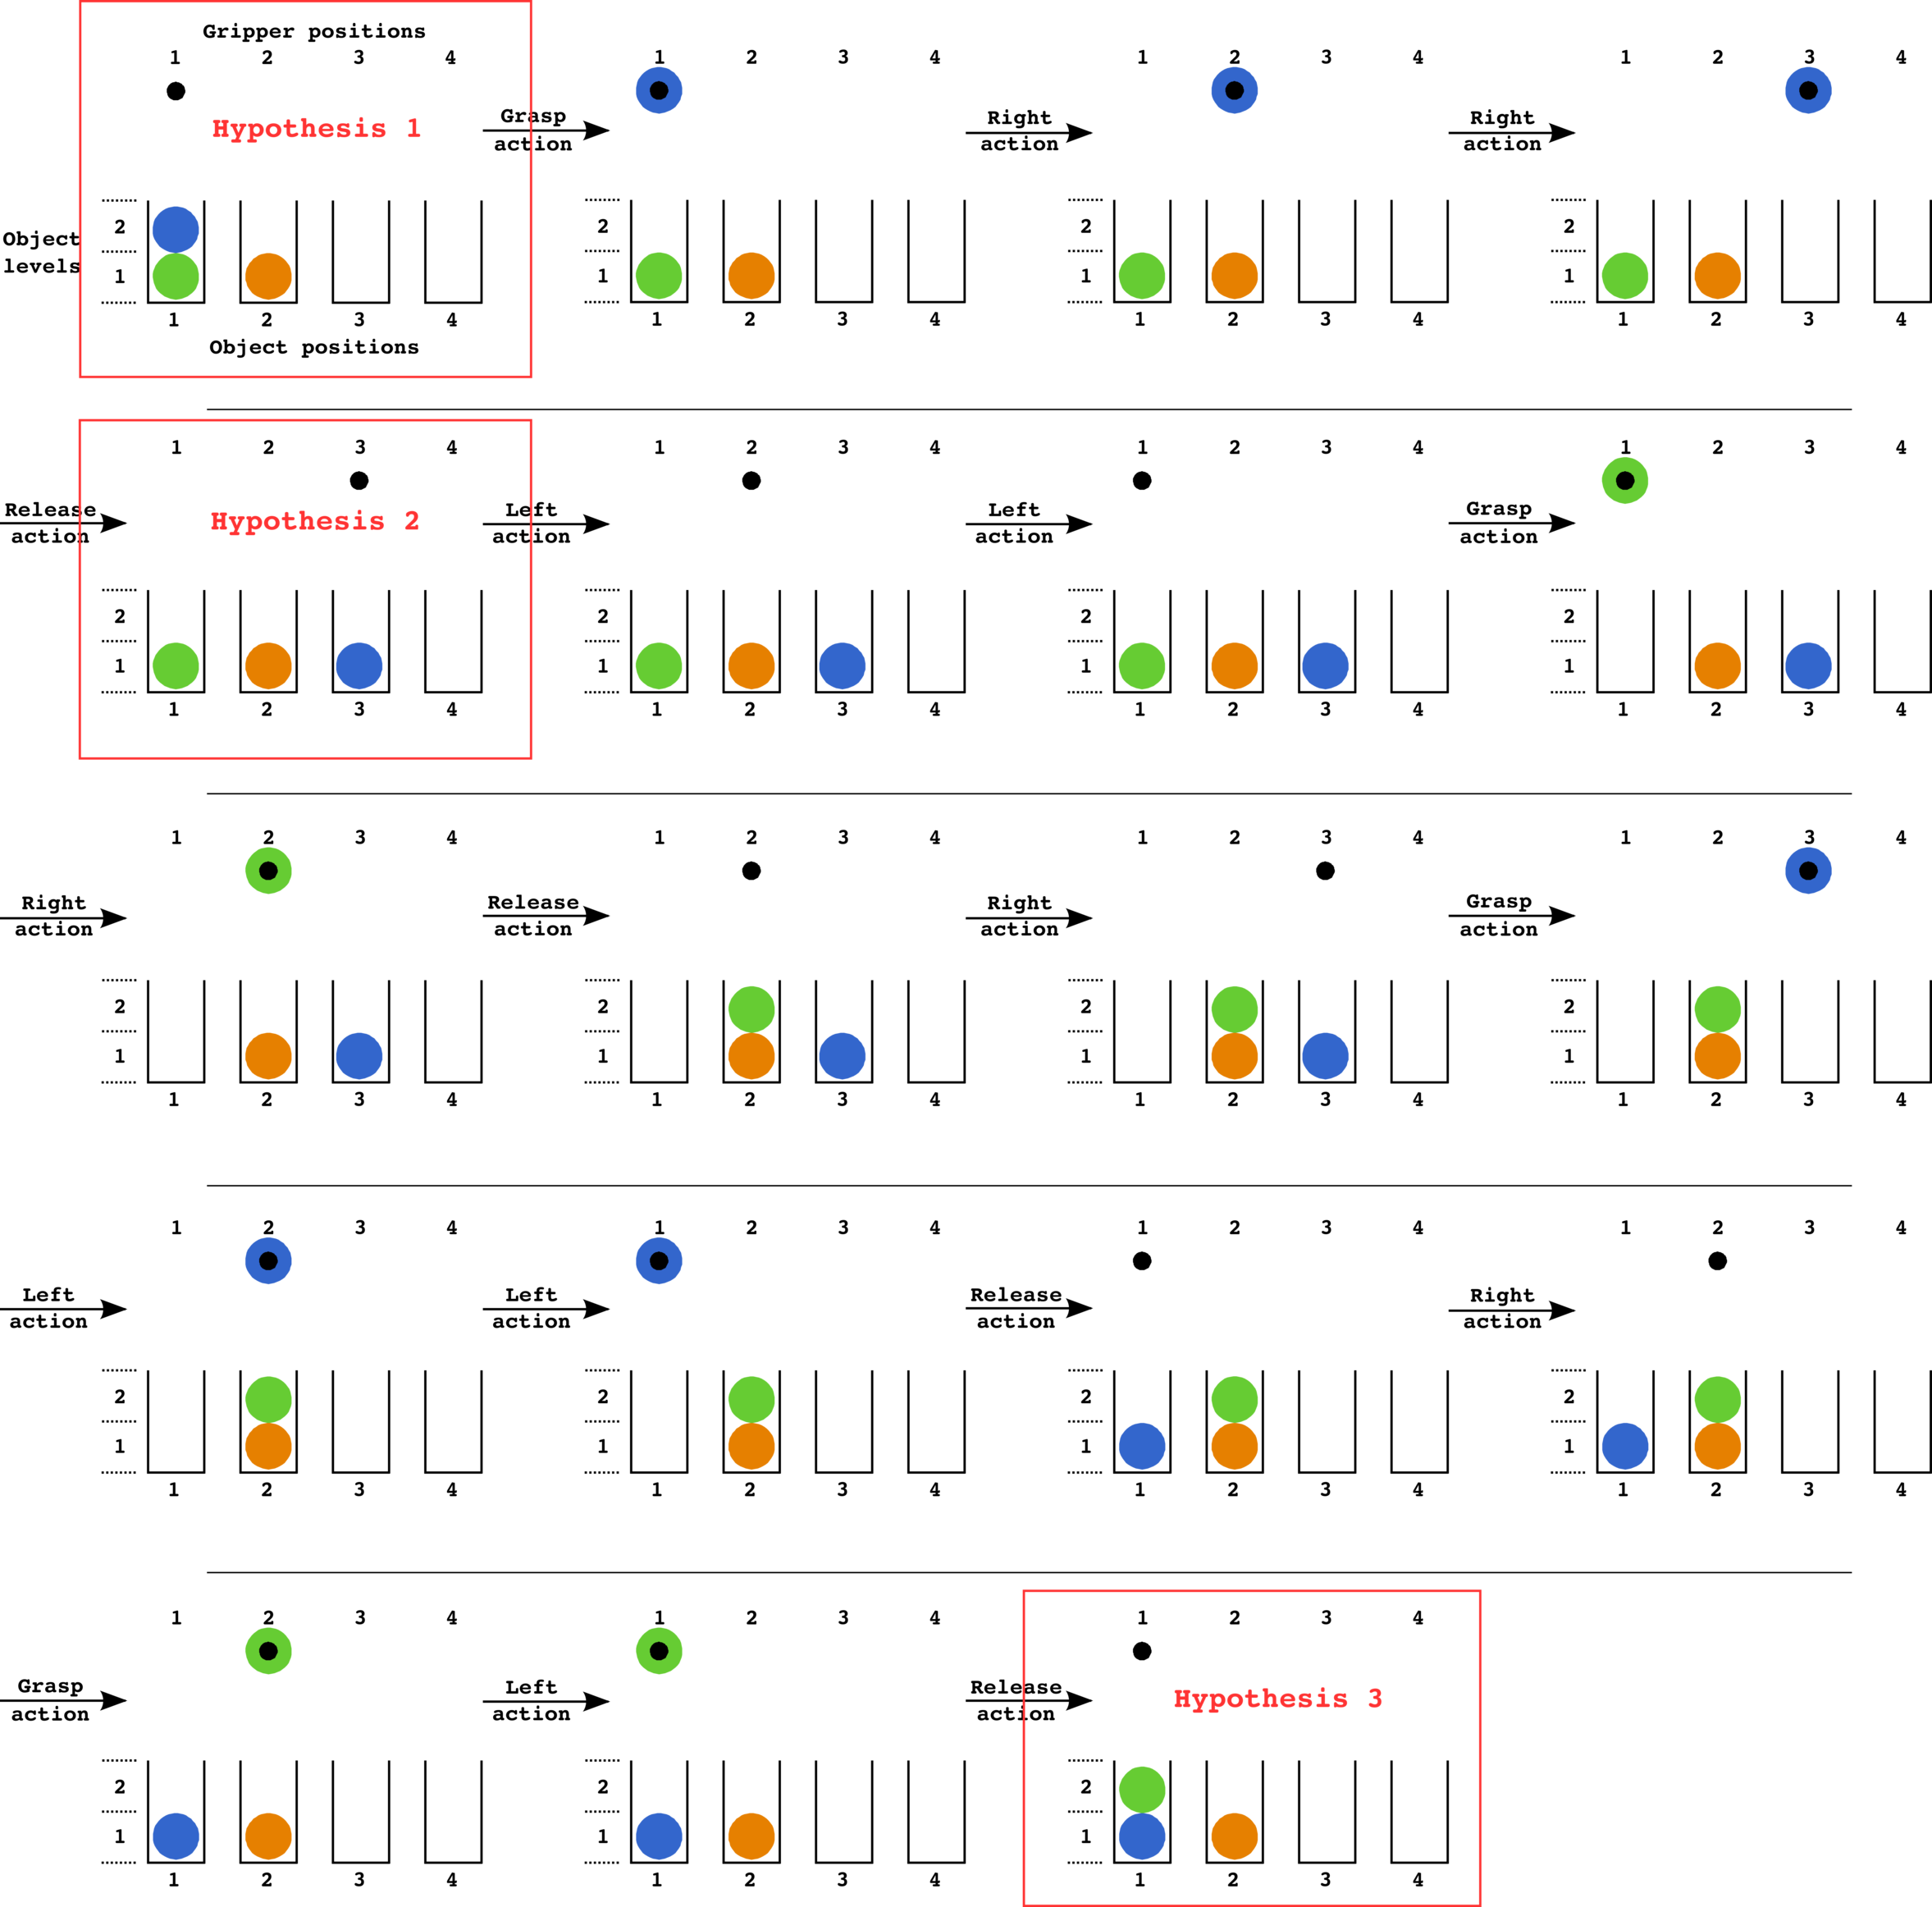 Gripper positions
1 2 3 4 1 2 3 4 1 2 3 4 1 2 3 4
Hypothesis 1
Grasp
action
Right
action
Right
action
Object
levels
2 2 2 2
1 1 1 1
1 2 3 4 1 2 3 4 1 2 3 4 1 2 3 4
Object positions
1 2 3 4 1 2 3 4 1 2 3 4 1 2 3 4
Release
action
Hypothesis 2
Left
action
Left
action
Grasp
action
2 2 2 2
1 1 1 1
1 2 3 4 1 2 3 4 1 2 3 4 1 2 3 4
1 2 3 4 1 2 3 4 1 2 3 4 1 2 3 4
Right
action
Release
action
Right
action
Grasp
action
2 2 2 2
1 1 1 1
1 2 3 4 1 2 3 4 1 2 3 4 1 2 3 4
1 2 3 4 1 2 3 4 1 2 3 4 1 2 3 4
Left
action
Left
action
Release
action
Right
action
2 2 2 2
1 1 1 1
1 2 3 4 1 2 3 4 1 2 3 4 1 2 3 4
1 2 3 4 1 2 3 4 1 2 3 4
Grasp
action
Left
action
Release
action
Hypothesis 3
2 2 2
1 1 1
1 2 3 4 1 2 3 4 1 2 3 4